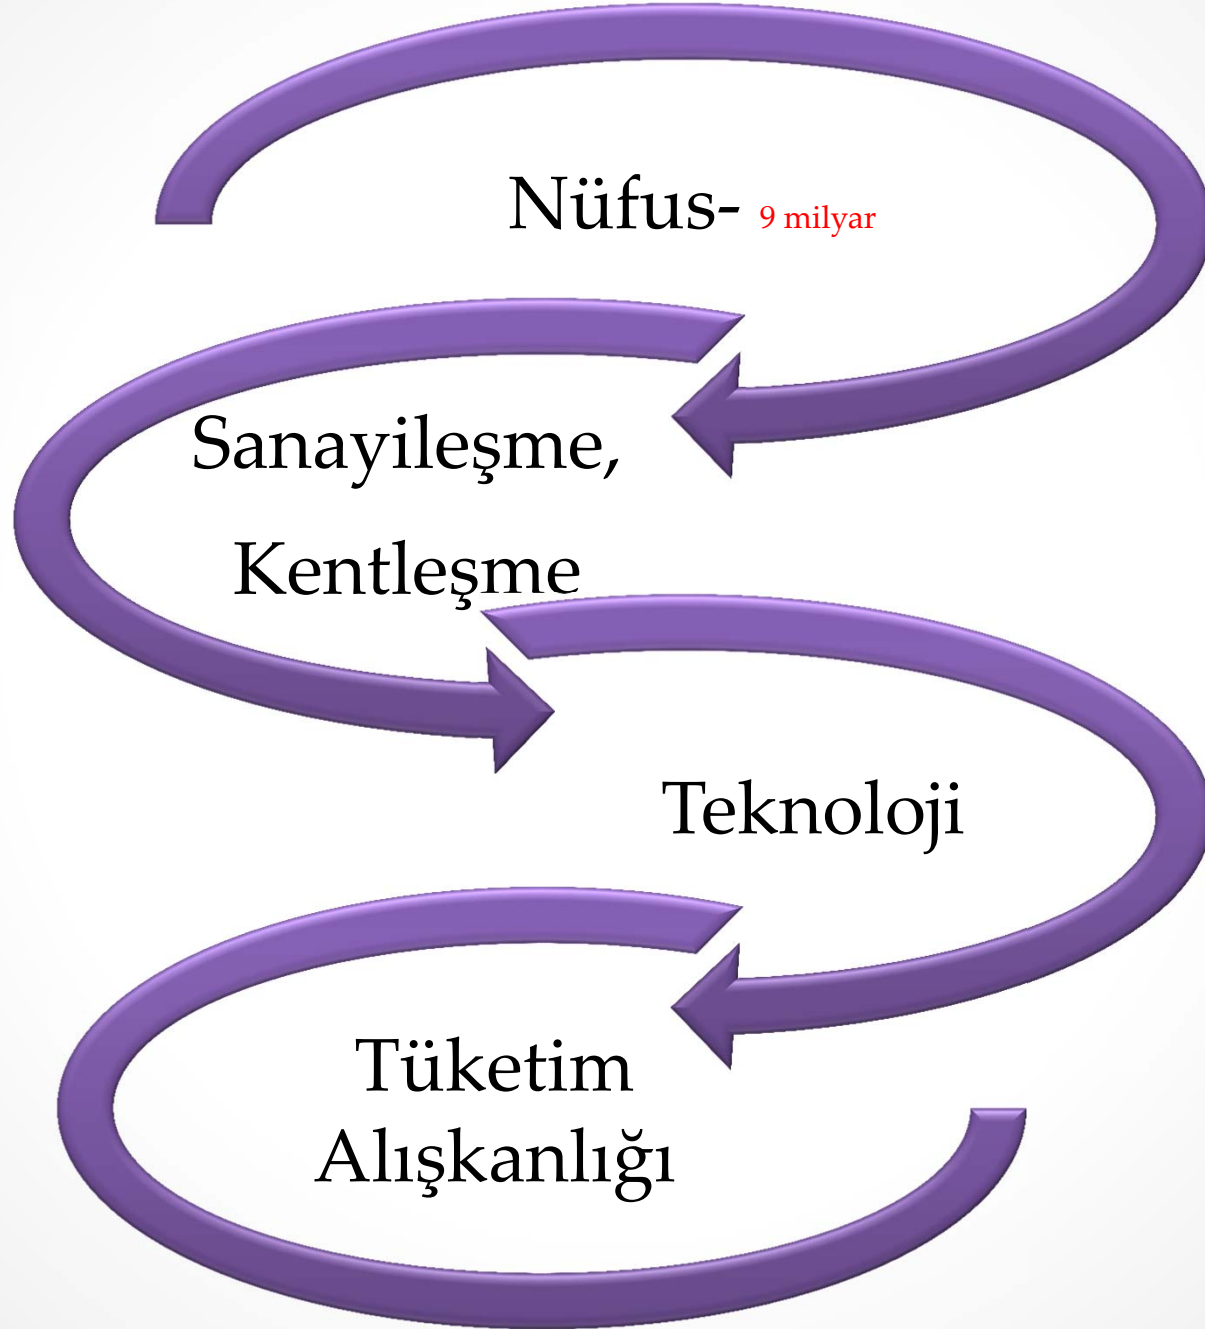 Nüfus- 9 milyar
Sanayileşme,
Kentleşme
Teknoloji
Tüketim
Alışkanlığı